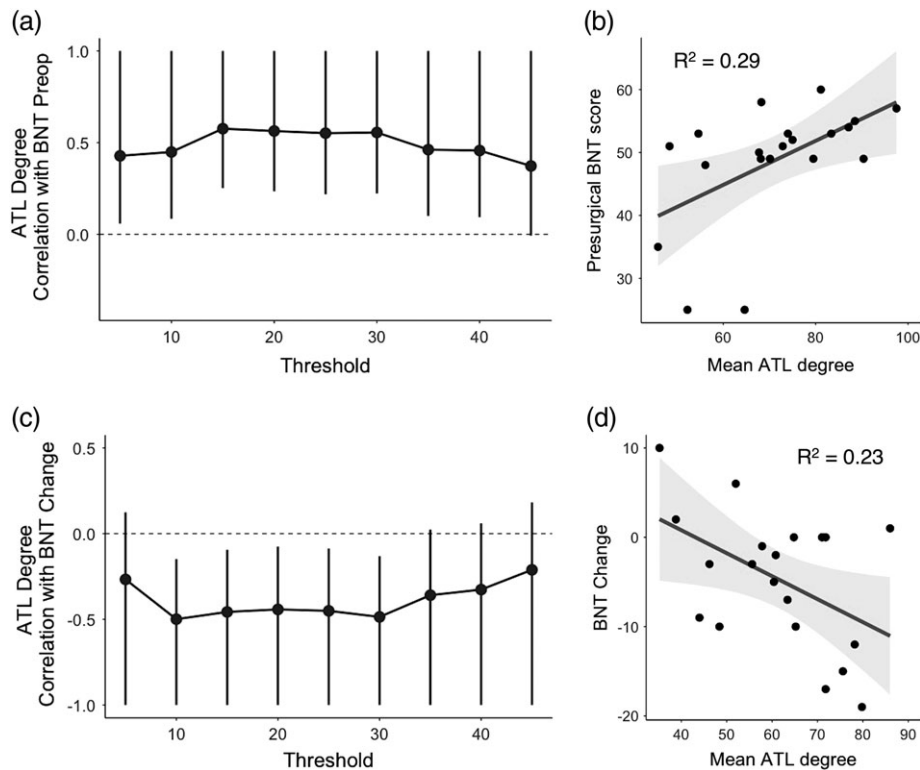 (a)
ATL Degree
Correlation with BNT Preop
1.0
0.5
0.0
10
20
30
40
Threshold
(b)
R² = 0.29
Presurgical BNT score
60
50
40
30
60
80
100
Mean ATL degree
(c)
ATL Degree
Correlation with BNT Change
0.5
0.0
-0.5
-1.0
10
20
30
40
Threshold
(d)
R² = 0.23
BNT Change
10
0
-10
-20
40
50
60
70
80
90
Mean ATL degree